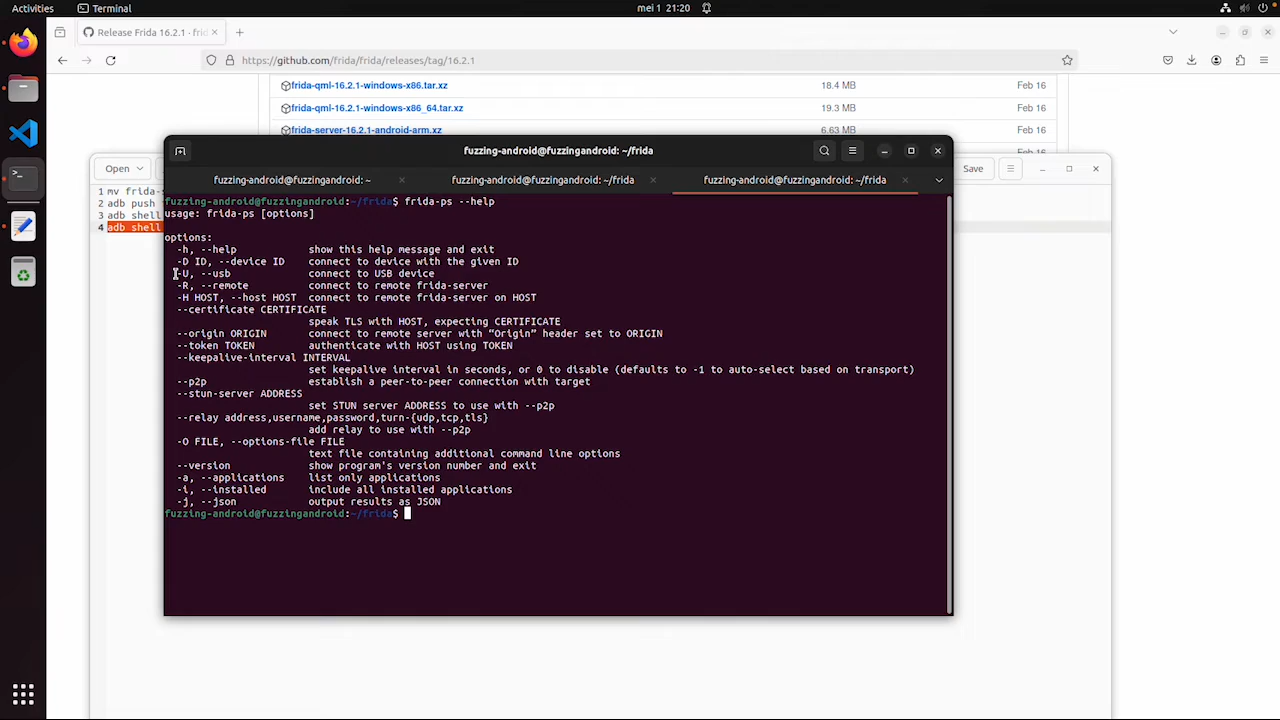 Activities
Terminal
mei 1 21:20
Release Frida 16.2.1 · frid
https://github.com/frida/frida/releases/tag/16.2.1
frida-qml-16.2.1-windows-x86.tar.xz 18.4 MB Feb 16
frida-qml-16.2.1-windows-x86_64.tar.xz 19.3 MB Feb 16
frida-server-16.2.1-android-arm.xz 6.63 MB Feb 16
Open
Save
1 mv frida-s
2 adb push
3 adb shell
4 adb shell
fuzzing-android@fuzzingandroid: ~/frida
fuzzing-android@fuzzingandroid: ~
fuzzing-android@fuzzingandroid: ~/frida
fuzzing-android@fuzzingandroid: ~/frida
fuzzing-android@fuzzingandroid:~/frida$ frida-ps --help
usage: frida-ps [options]
options:
-h, --help show this help message and exit
-D ID, --device ID connect to device with the given ID
-U, --usb connect to USB device
-R, --remote connect to remote frida-server
-H HOST, --host HOST connect to remote frida-server on HOST
--certificate CERTIFICATE
speak TLS with HOST, expecting CERTIFICATE
--origin ORIGIN connect to remote server with “Origin” header set to ORIGIN
--token TOKEN authenticate with HOST using TOKEN
--keepalive-interval INTERVAL
set keepalive interval in seconds, or 0 to disable (defaults to -1 to auto-select based on transport)
--p2p establish a peer-to-peer connection with target
--stun-server ADDRESS
set STUN server ADDRESS to use with --p2p
--relay address,username,password,turn-{udp,tcp,tls}
add relay to use with --p2p
-O FILE, --options-file FILE
text file containing additional command line options
--version show program's version number and exit
-a, --applications list only applications
-i, --installed include all installed applications
-j, --json output results as JSON
fuzzing-android@fuzzingandroid:~/frida$